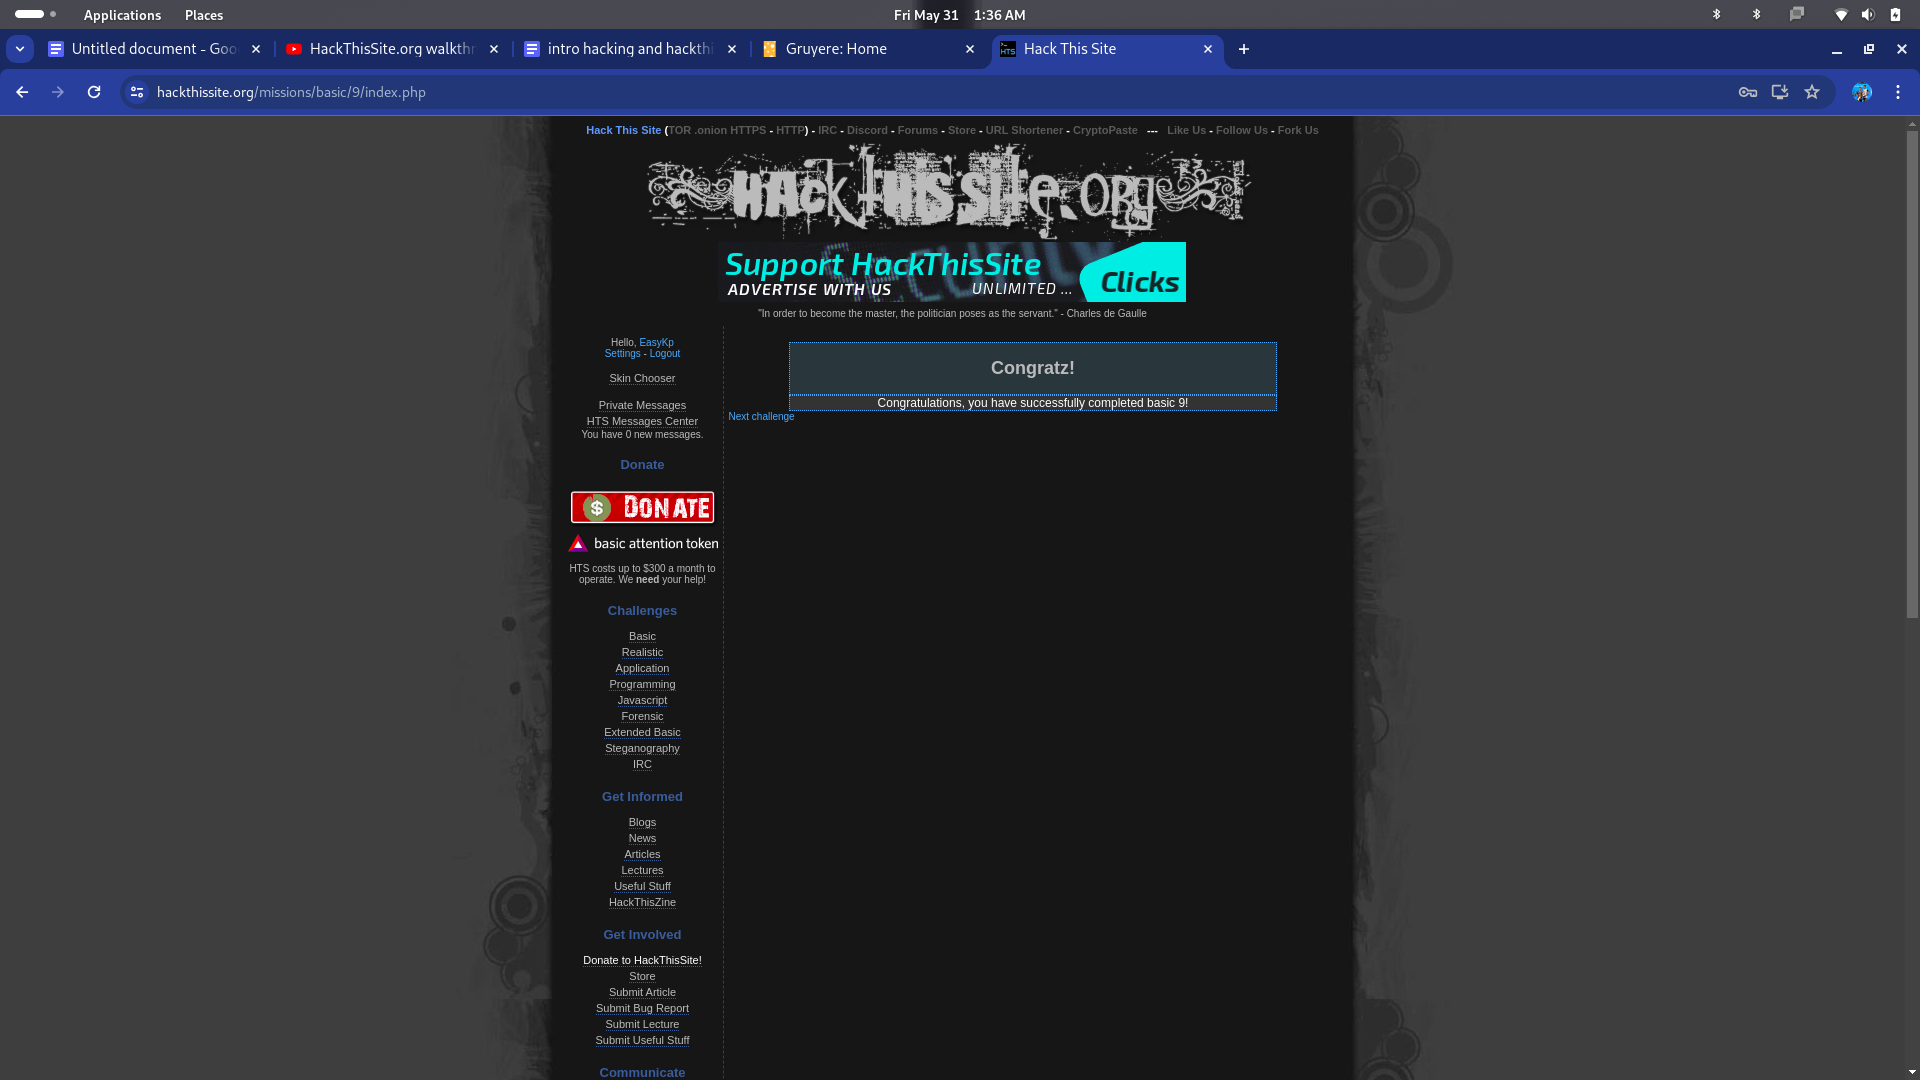 Applications Places Fri May 31 1:36 AM
Untitled document - Goo HackThisSite.org walkthr intro hacking and hackthi Gruyere: Home Hack This Site
hackthissite.org/missions/basic/9/index.php
Hack This Site (TOR .onion HTTPS - HTTP) - IRC - Discord - Forums - Store - URL Shortener - CryptoPaste --- Like Us - Follow Us - Fork Us
HAck THIS SITe.ORG
Support HackThisSite
ADVERTISE WITH US UNLIMITED ... Clicks
"In order to become the master, the politician poses as the servant." - Charles de Gaulle
Hello, EasyKp
Settings - Logout
Skin Chooser
Private Messages
HTS Messages Center
You have 0 new messages.
Donate
$ DONATE
basic attention token
HTS costs up to $300 a month to
operate. We need your help!
Challenges
Basic
Realistic
Application
Programming
Javascript
Forensic
Extended Basic
Steganography
IRC
Get Informed
Blogs
News
Articles
Lectures
Useful Stuff
HackThisZine
Get Involved
Donate to HackThisSite!
Store
Submit Article
Submit Bug Report
Submit Lecture
Submit Useful Stuff
Communicate
Congratz!
Congratulations, you have successfully completed basic 9!
Next challenge